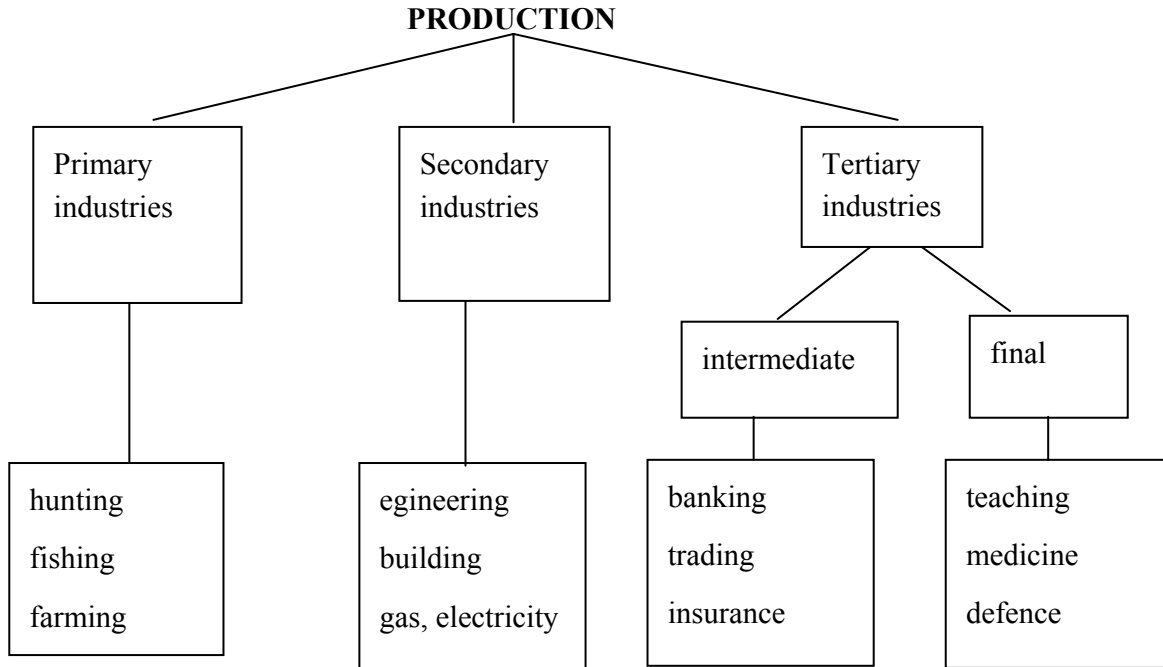 PRODUCTION
Primary
industries
Secondary
industries
Tertiary
industries
intermediate
final
hunting
fishing
farming
egineering
building
gas, electricity
banking
trading
insurance
teaching
medicine
defence